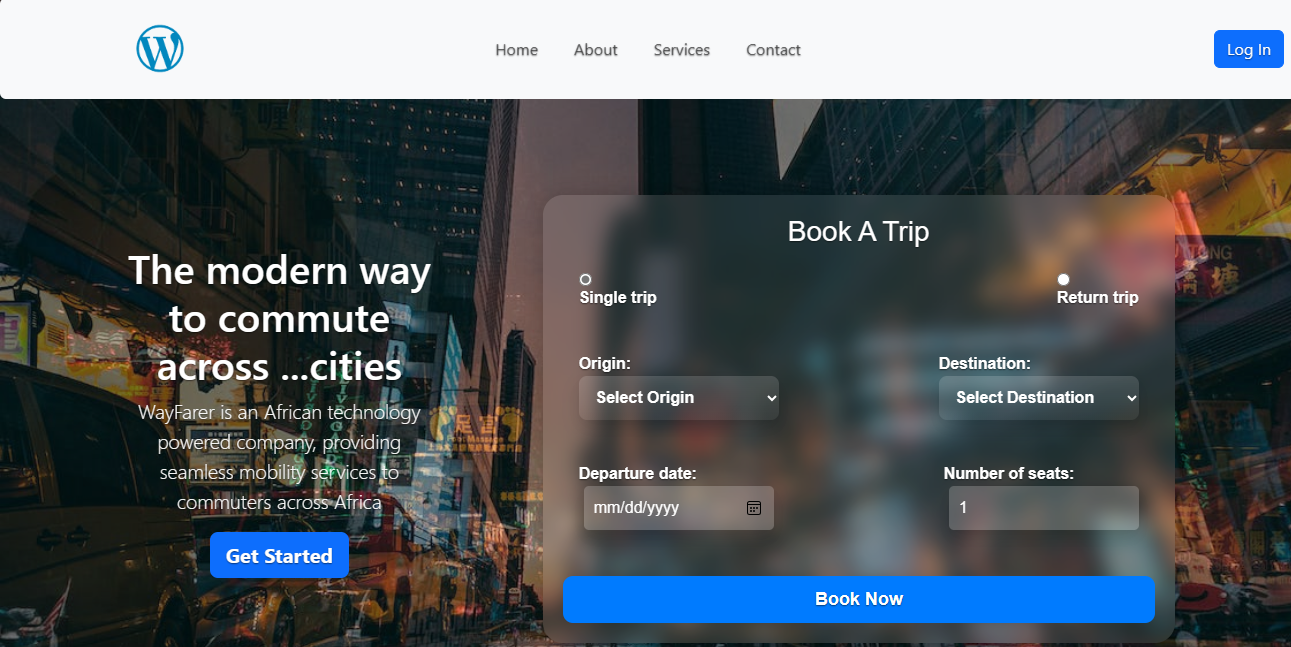 W
Home About Services Contact
Log In
The modern way
to commute
across ...cities
WayFarer is an African technology
powered company, providing
seamless mobility services to
commuters across Africa
Get Started
Book A Trip
Single trip
Return trip
Origin:
Destination:
Select Origin
Select Destination
Departure date:
Number of seats:
mm/dd/yyyy
1
Book Now